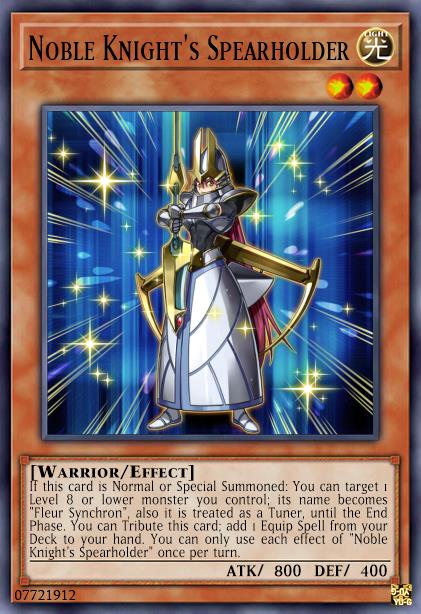 Noble Knight's Spearholder
LIGHT
光
[Warrior/Effect]
If this card is Normal or Special Summoned: You can target 1
Level 8 or lower monster you control; its name becomes
"Fleur Synchron", also it is treated as a Tuner, until the End
Phase. You can Tribute this card; add 1 Equip Spell from your
Deck to your hand. You can only use each effect of "Noble
Knight's Spearholder" once per turn.
ATK/ 800 DEF/ 400
07721912